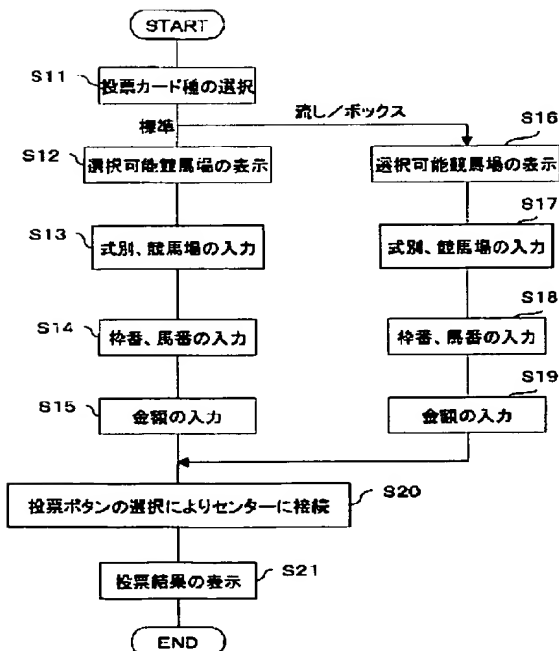 START
S11
投票カード種の選択
標準
流し／ボックス
S12
選択可能競馬場の表示
S16
選択可能競馬場の表示
S13
式別、競馬場の入力
S17
式別、競馬場の入力
S14
枠番、馬番の入力
S18
枠番、馬番の入力
S15
金額の入力
S19
金額の入力
投票ボタンの選択によりセンターに接続
S20
投票結果の表示
S21
END